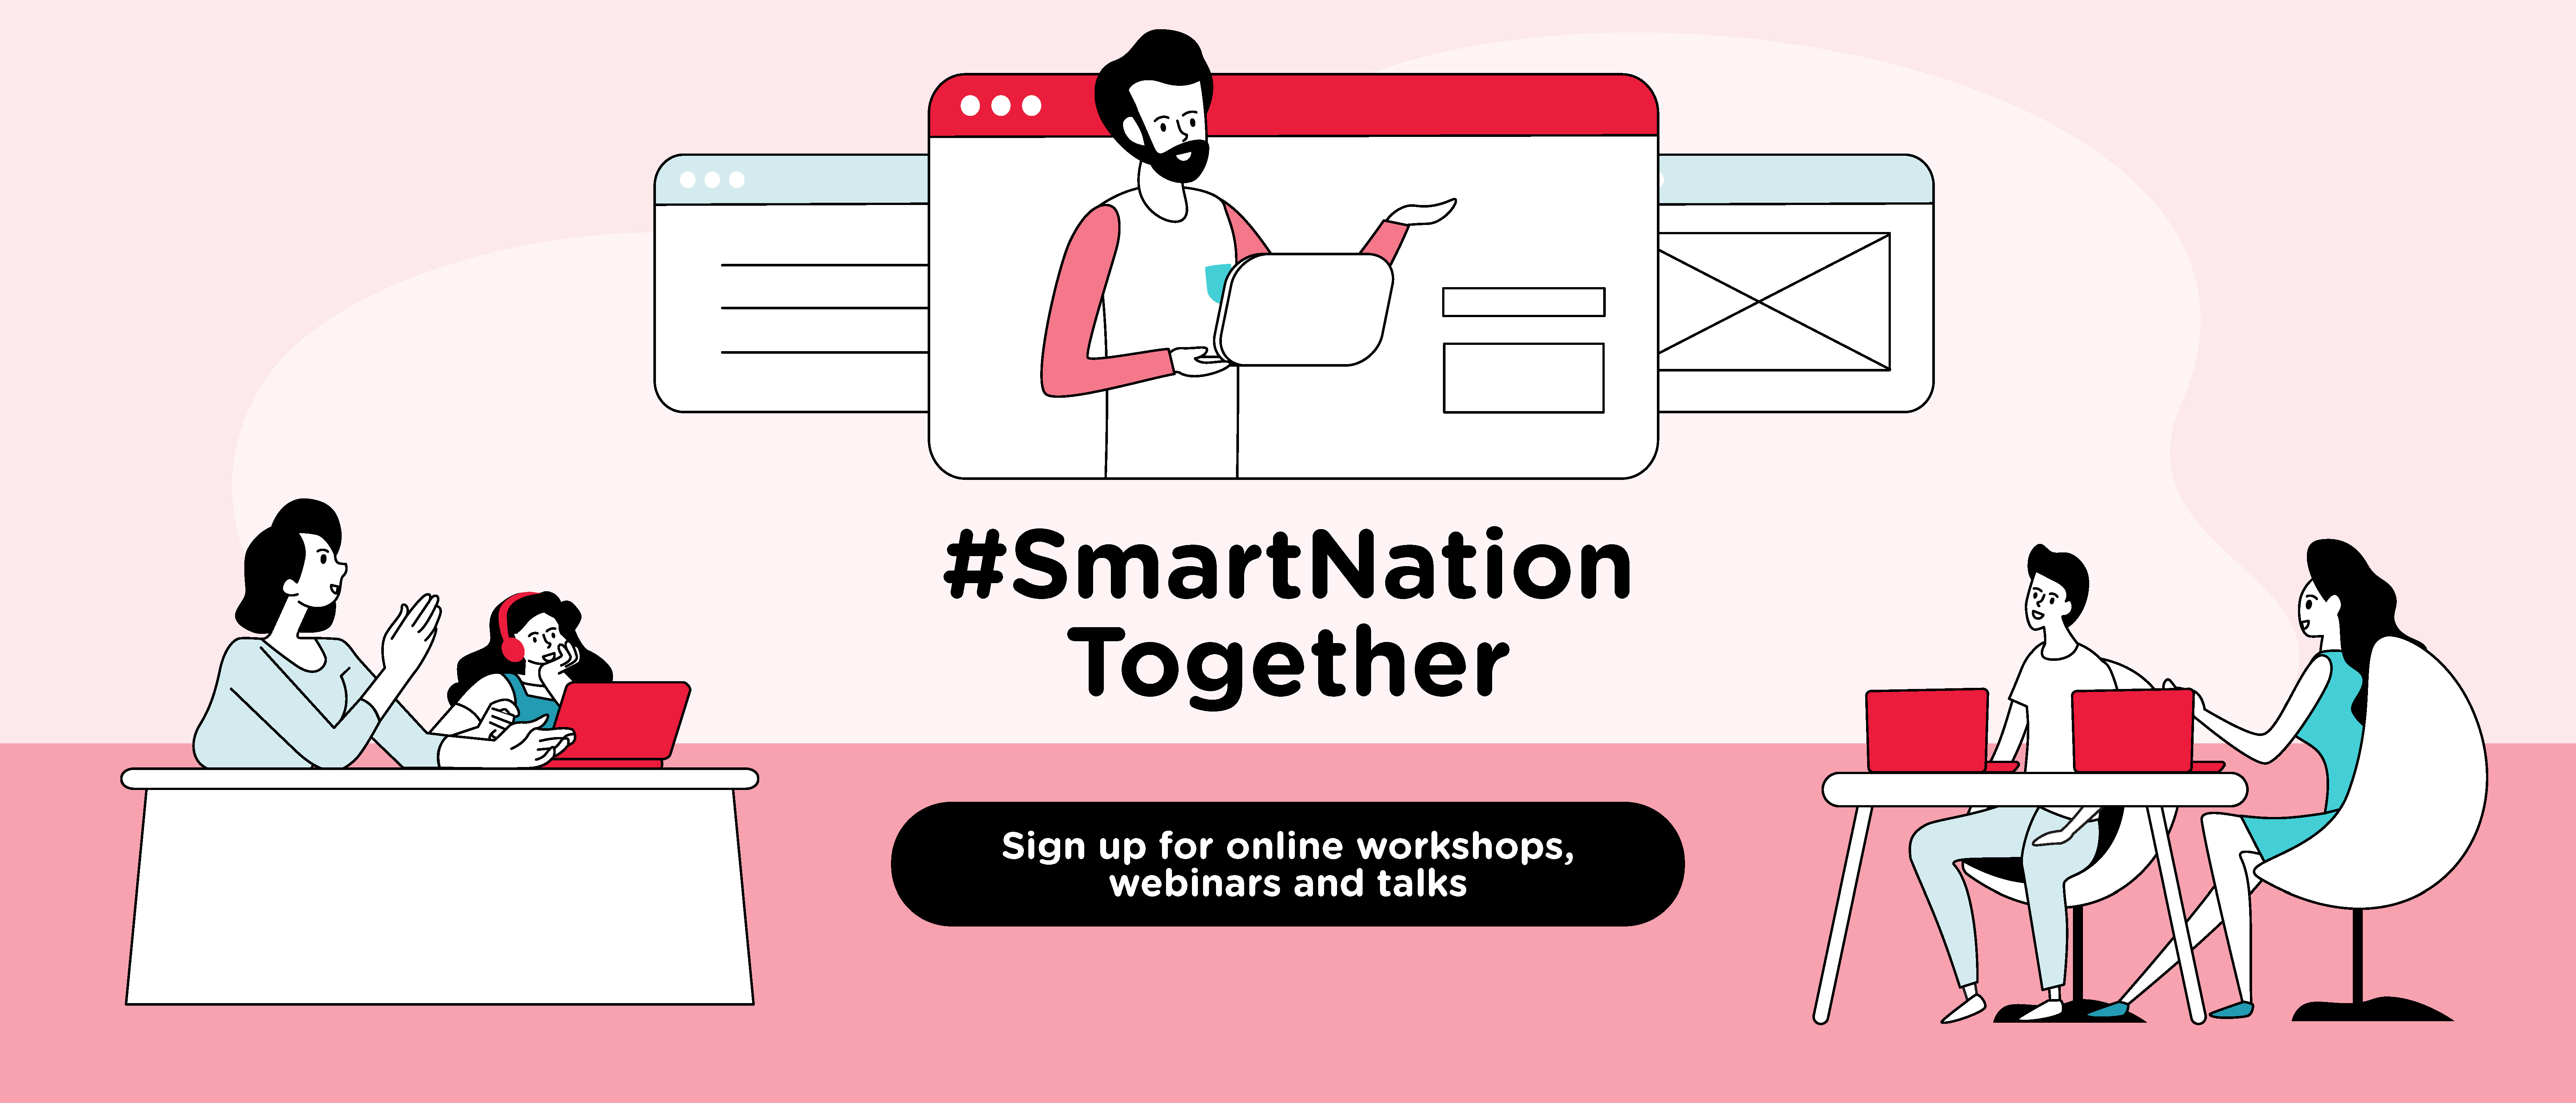 #SmartNation
Together
Sign up for online workshops,
webinars and talks